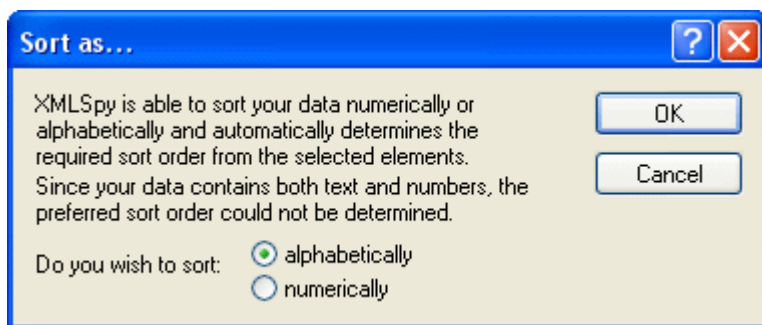 Sort as...
XMLSpy is able to sort your data numerically or
alphabetically and automatically determines the
required sort order from the selected elements.
Since your data contains both text and numbers, the
preferred sort order could not be determined.
OK
Cancel
Do you wish to sort:
alphabetically
numerically